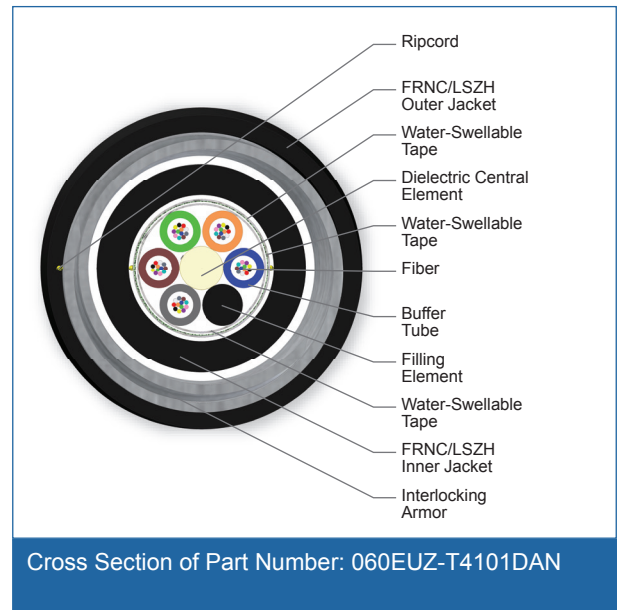 Ripcord
FRNC/LSZH
Outer Jacket
Water-Swellable
Tape
Dielectric Central
Element
Water-Swellable
Tape
Fiber
Buffer
Tube
Filling
Element
Water-Swellable
Tape
FRNC/LSZH
Inner Jacket
Interlocking
Armor
Cross Section of Part Number: 060EUZ-T4101DAN